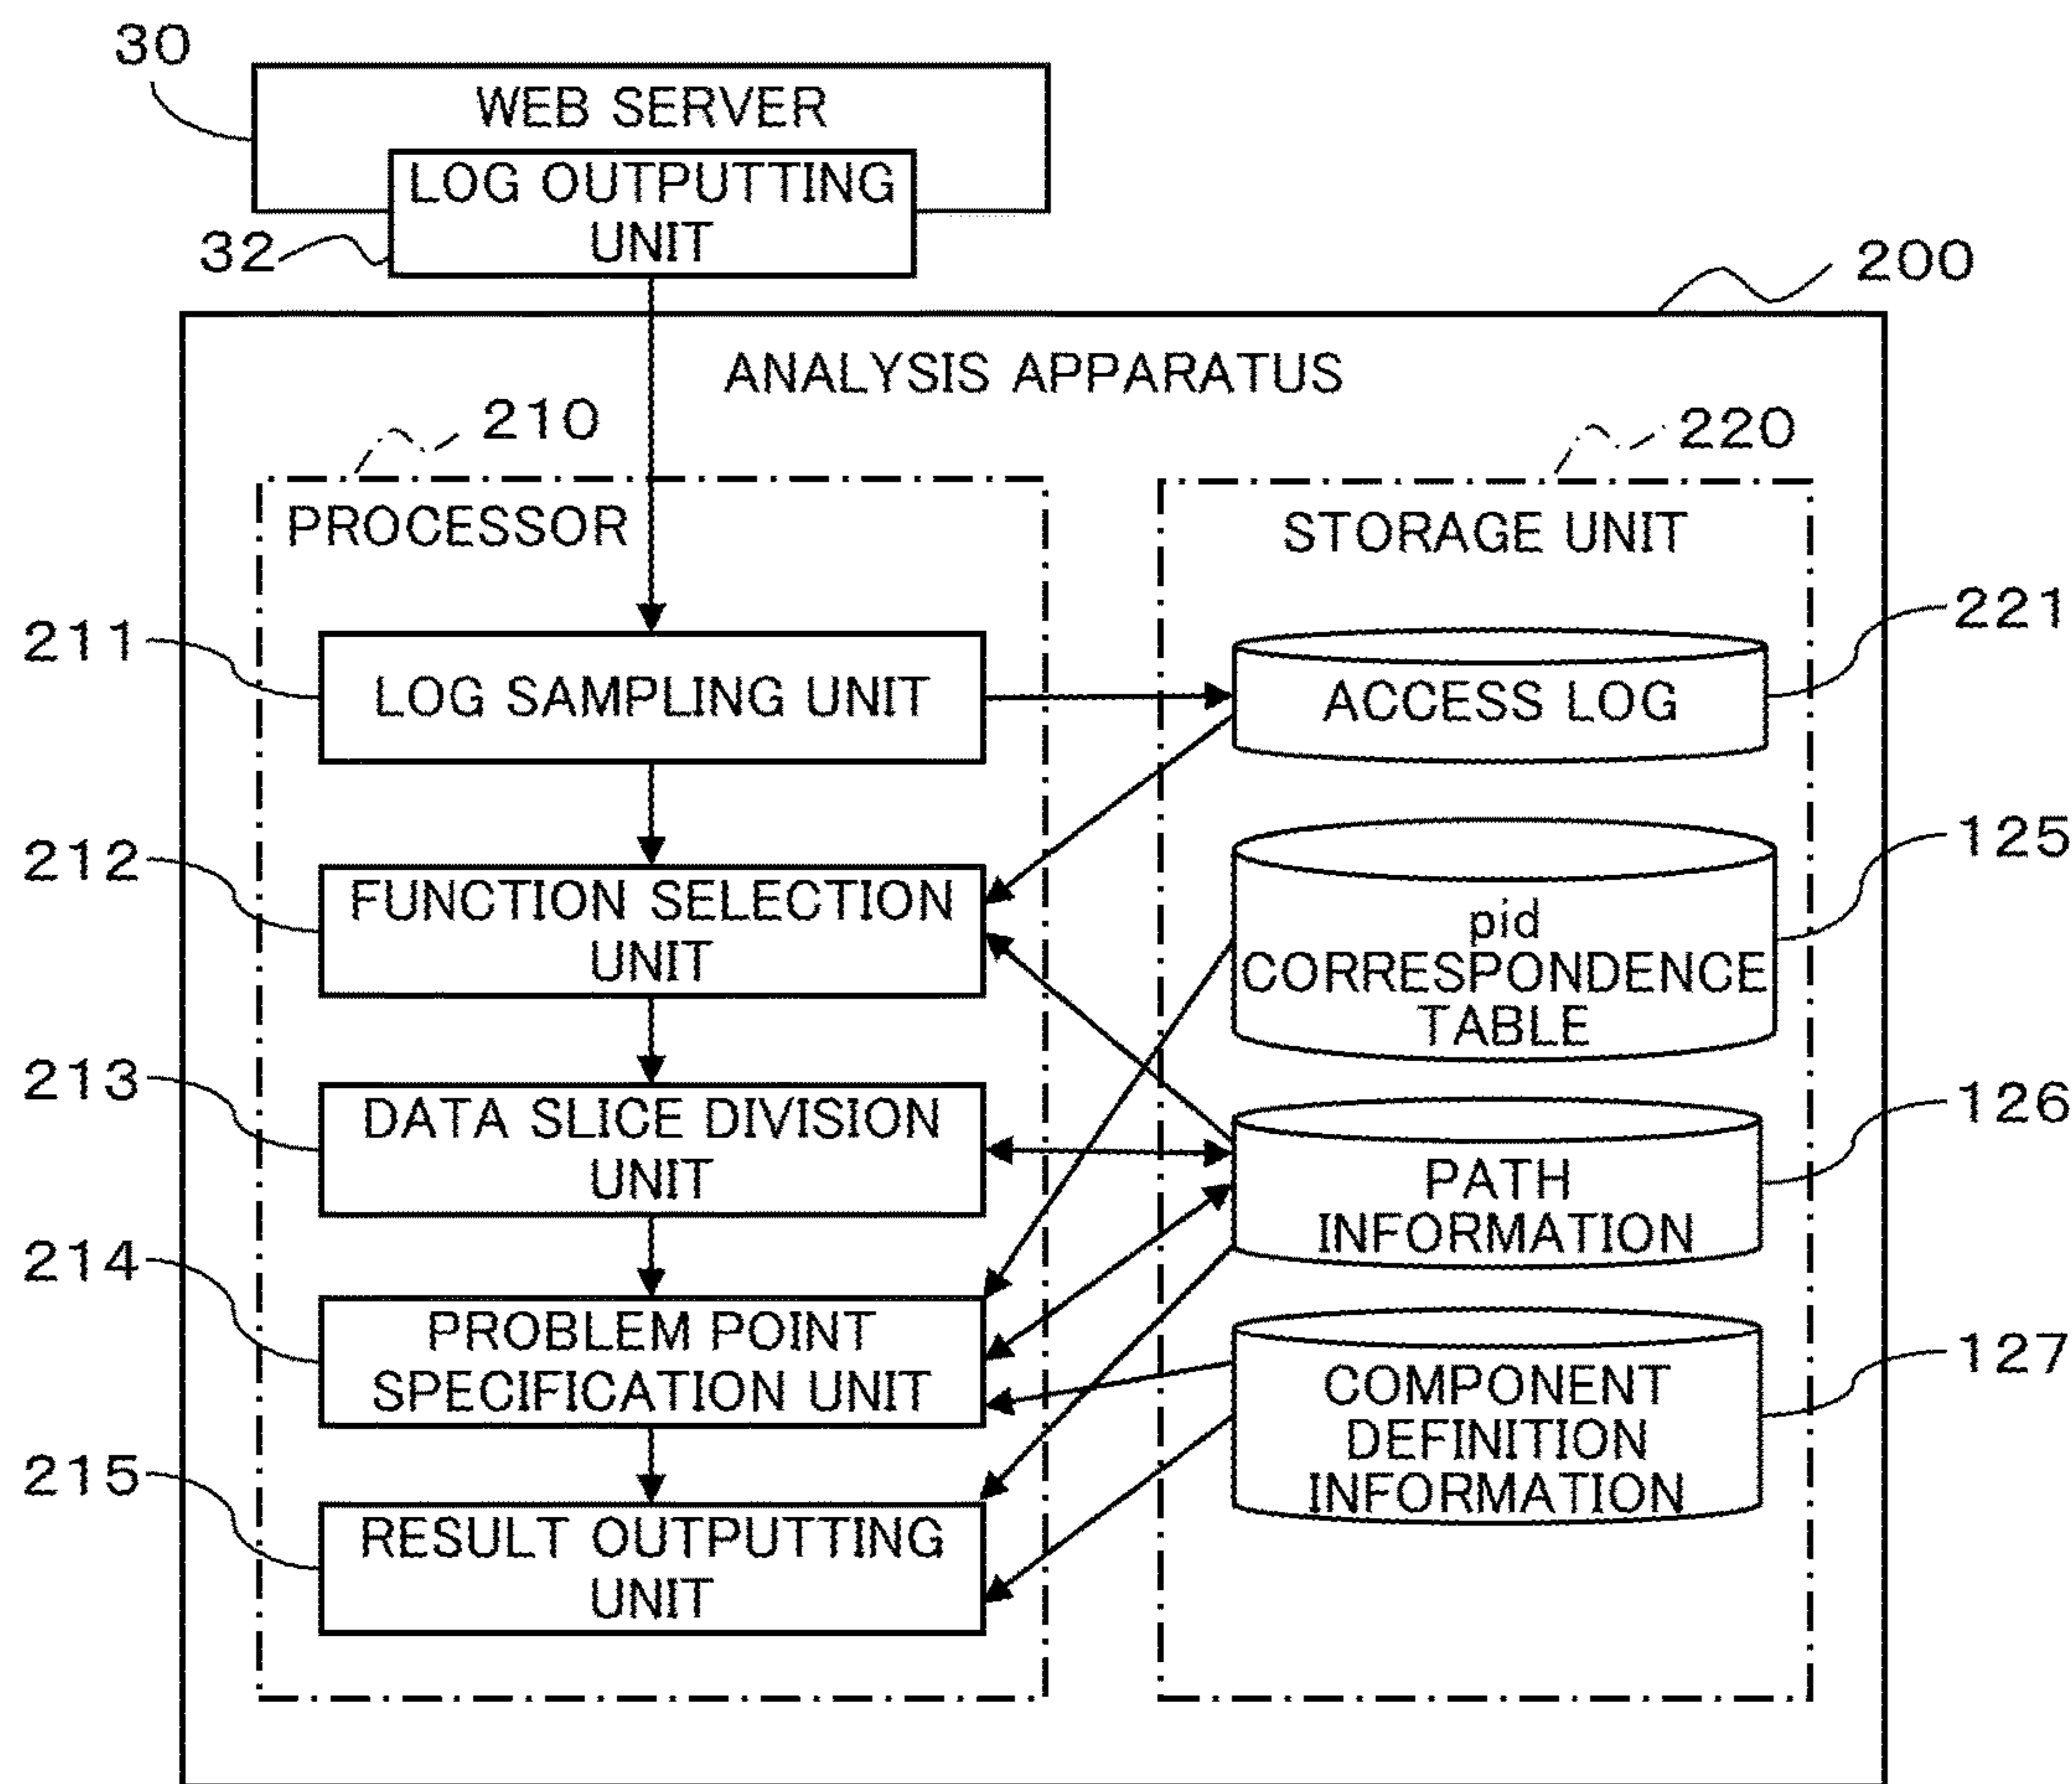 30
WEB SERVER
LOG OUTPUTTING
UNIT
32
200
ANALYSIS APPARATUS
210
220
PROCESSOR
STORAGE UNIT
211
LOG SAMPLING UNIT
221
ACCESS LOG
212
FUNCTION SELECTION
UNIT
125
pid
CORRESPONDENCE
TABLE
213
DATA SLICE DIVISION
UNIT
126
PATH
INFORMATION
214
PROBLEM POINT
SPECIFICATION UNIT
127
COMPONENT
DEFINITION
INFORMATION
215
RESULT OUTPUTTING
UNIT